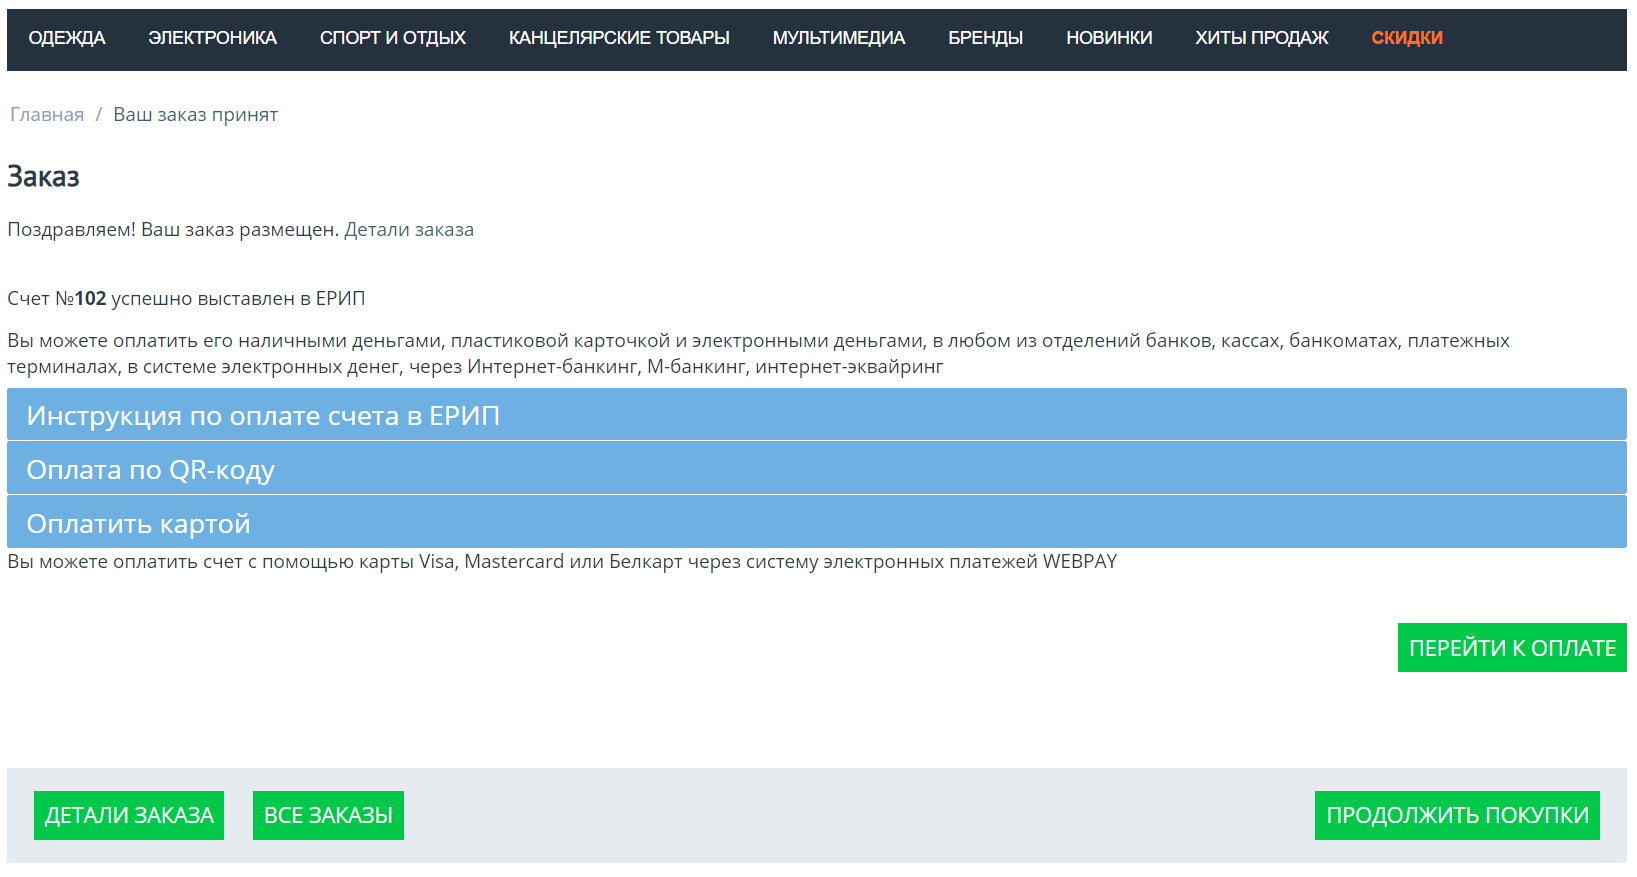 ОДЕЖДА ЭЛЕКТРОНИКА СПОРТ И ОТДЫХ КАНЦЕЛЯРСКИЕ ТОВАРЫ МУЛЬТИМЕДИА БРЕНДЫ НОВИНКИ ХИТЫ ПРОДАЖ СКИДКИ
Главная / Ваш заказ принят
Заказ
Поздравляем! Ваш заказ размещен. Детали заказа
Счет №102 успешно выставлен в ЕРИП
Вы можете оплатить его наличными деньгами, пластиковой карточкой и электронными деньгами, в любом из отделений банков, кассах, банкоматах, платежных
терминалах, в системе электронных денег, через Интернет-банкинг, М-банкинг, интернет-эквайринг
Инструкция по оплате счета в ЕРИП
Оплата по QR-коду
Оплатить картой
Вы можете оплатить счет с помощью карты Visa, Mastercard или Белкарт через систему электронных платежей WEBPAY
ПЕРЕЙТИ К ОПЛАТЕ
ДЕТАЛИ ЗАКАЗА ВСЕ ЗАКАЗЫ ПРОДОЛЖИТЬ ПОКУПКИ